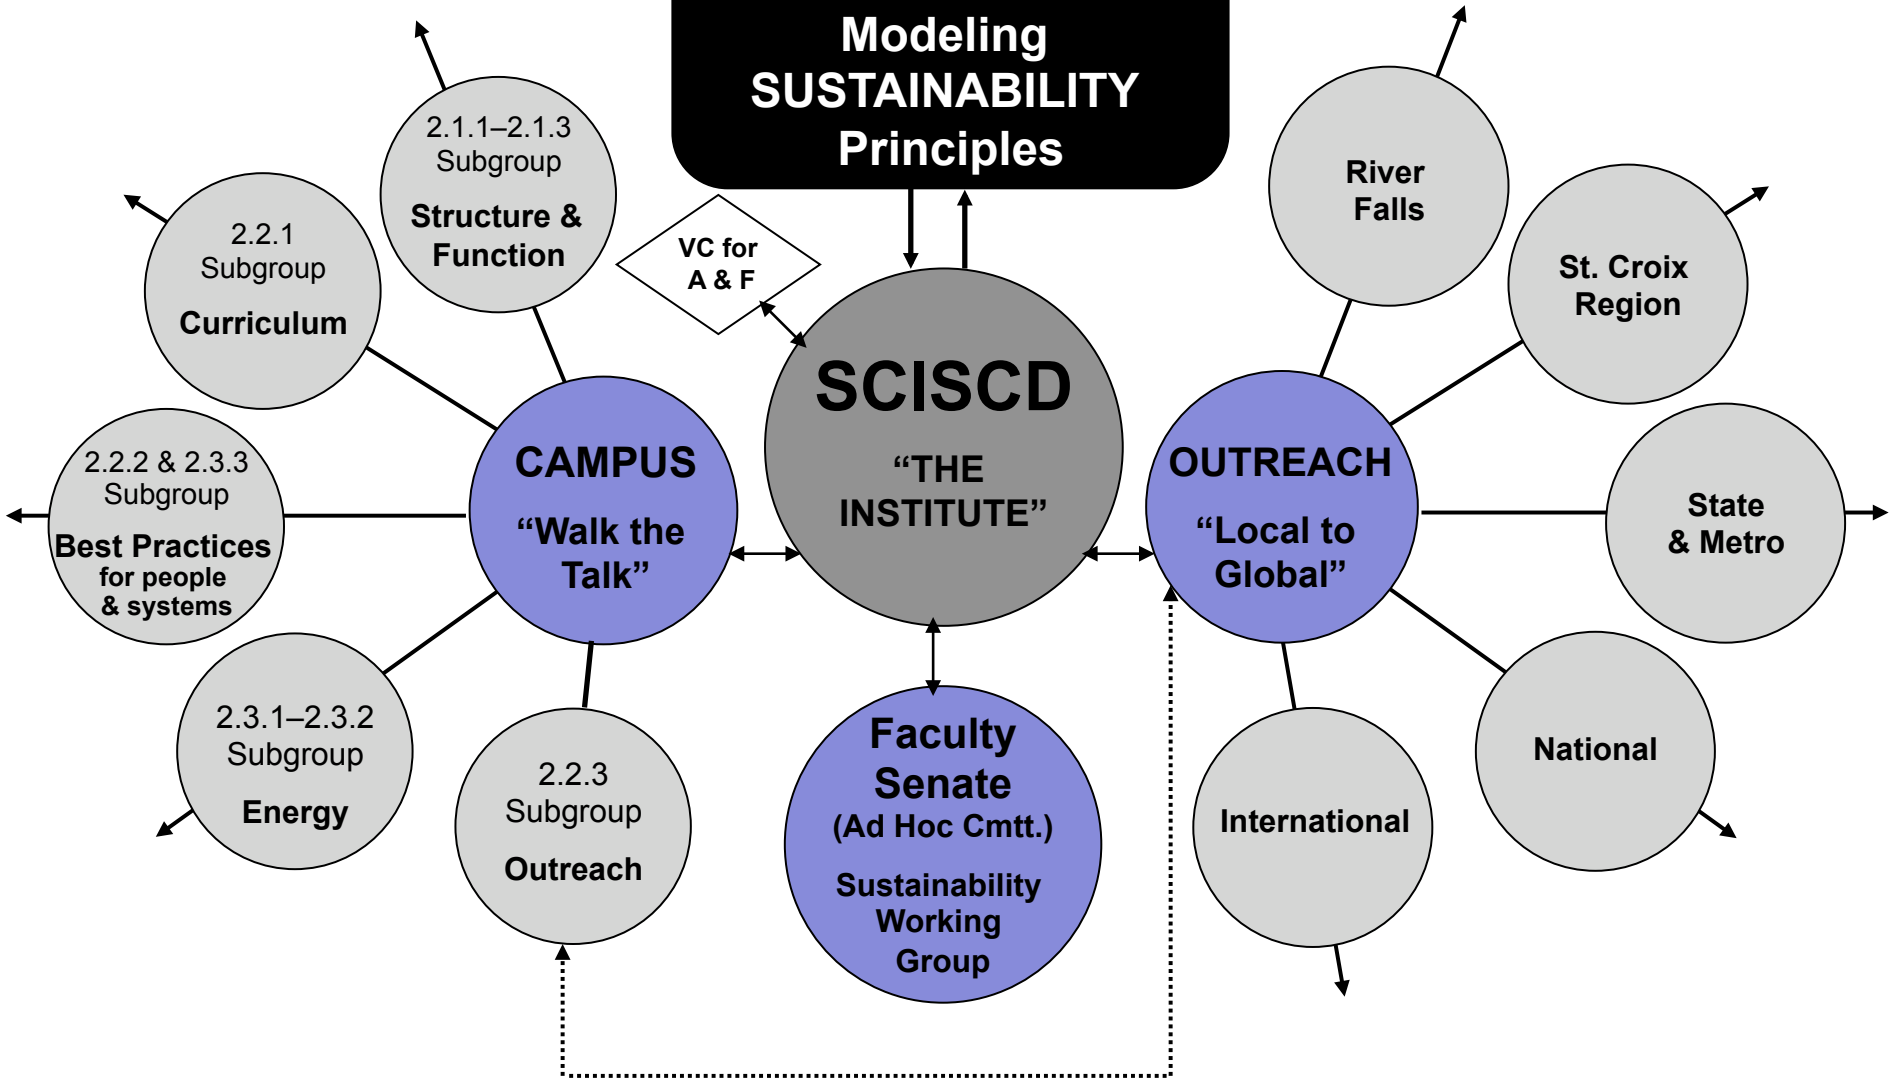 Modeling
SUSTAINABILITY
Principles
2.1.1–2.1.3
Subgroup
Structure &
Function
2.2.1
Subgroup
Curriculum
2.2.2 & 2.3.3
Subgroup
Best Practices
for people
& systems
2.3.1–2.3.2
Subgroup
Energy
2.2.3
Subgroup
Outreach
CAMPUS
“Walk the
Talk”
VC for
A & F
SCISCD
“THE
INSTITUTE”
Faculty
Senate
(Ad Hoc Cmtt.)
Sustainability
Working
Group
OUTREACH
“Local to
Global”
River
Falls
St. Croix
Region
State
& Metro
National
International